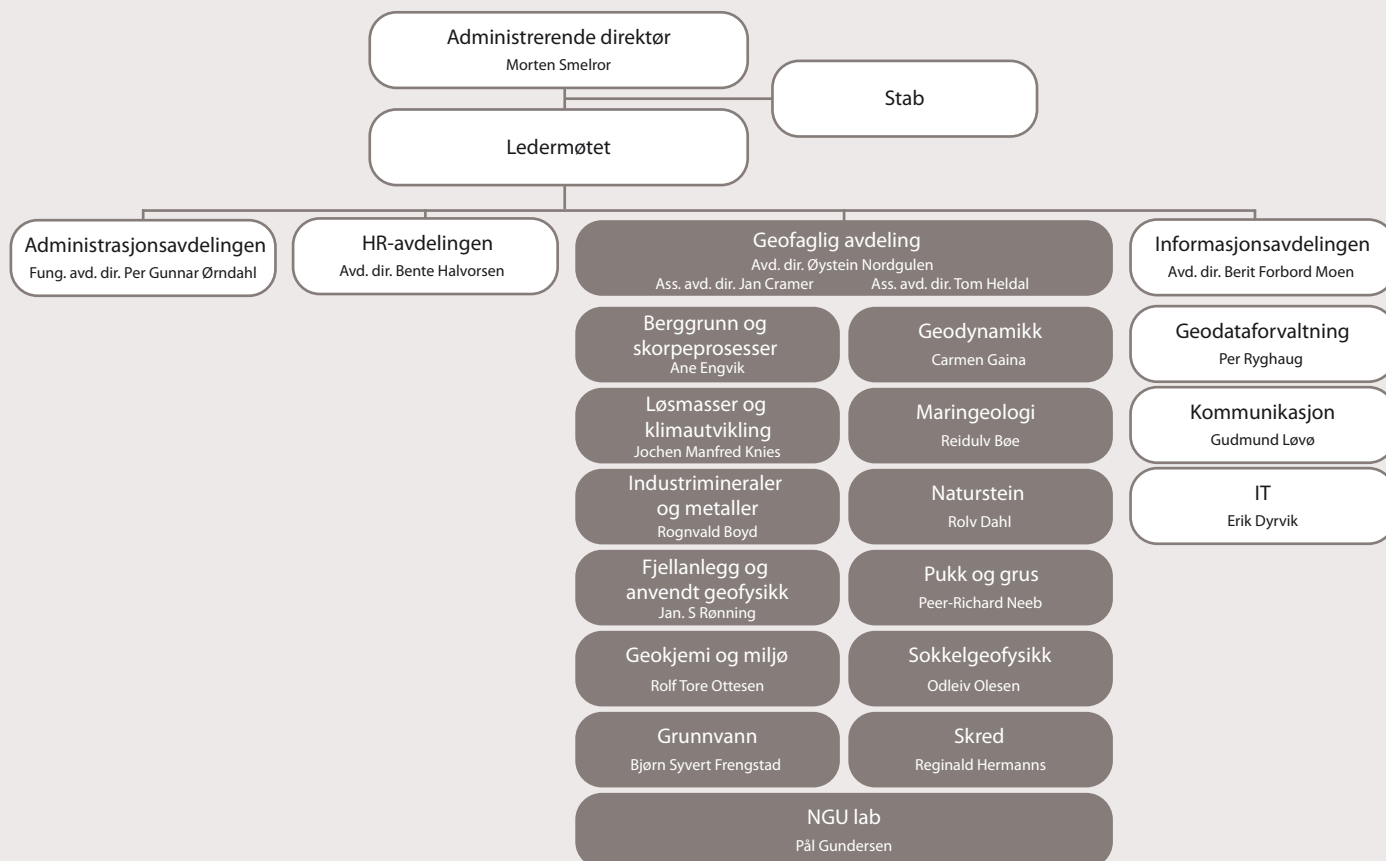 Administrerende direktør
Morten Smelror
Stab
Ledermøtet
Administrasjonsavdelingen
Fung. avd. dir. Per Gunnar Ørndahl
HR-avdelingen
Avd. dir. Bente Halvorsen
Geofaglig avdeling
Avd. dir. Øystein Nordgulen
Ass. avd. dir. Jan Cramer Ass. avd. dir. Tom Heldal
Informasjonsavdelingen
Avd. dir. Berit Forbord Moen
Berggrunn og
skorpeprosesser
Ane Engvik
Geodynamikk
Carmen Gaina
Geodataforvaltning
Per Ryghaug
Løsmasser og
klimautvikling
Jochen Manfred Knies
Maringeologi
Reidulv Bøe
Kommunikasjon
Gudmund Løvø
Industrimineraler
og metaller
Rognvald Boyd
Naturstein
Rolv Dahl
IT
Erik Dyrvik
Fjellanlegg og
anvendt geofysikk
Jan. S Rønning
Pukk og grus
Peer-Richard Neeb
Geokjemi og miljø
Rolf Tore Ottesen
Sokkelgeofysikk
Odleiv Olesen
Grunnvann
Bjørn Syvert Frengstad
Skred
Reginald Hermanns
NGU lab
Pål Gundersen